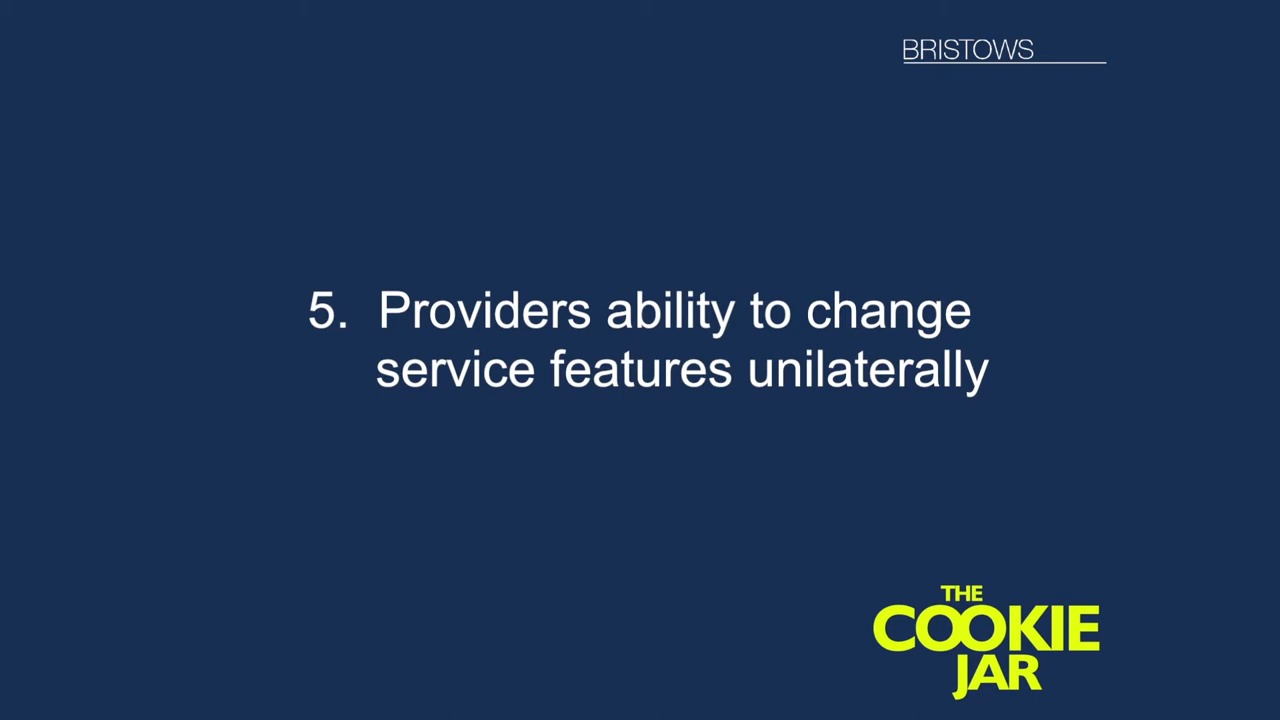 BRISTOWS
5. Providers ability to change
service features unilaterally
THE
COOKIE
JAR